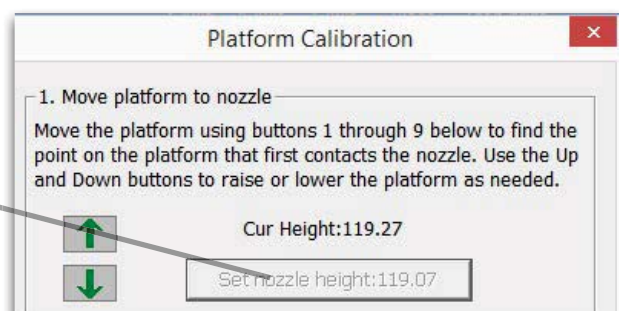 Platform Calibration
1. Move platform to nozzle
Move the platform using buttons 1 through 9 below to find the
point on the platform that first contacts the nozzle. Use the Up
and Down buttons to raise or lower the platform as needed.
Cur Height:119.27
Set nozzle height:119.07